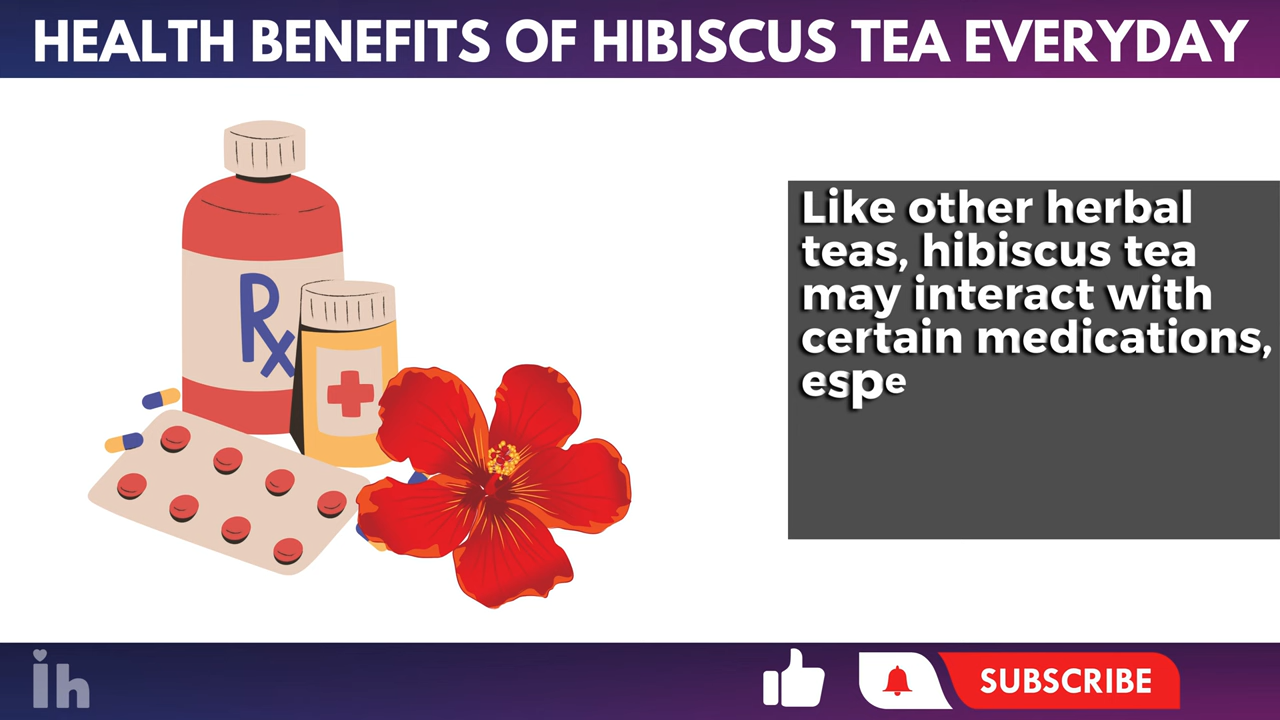 HEALTH BENEFITS OF HIBISCUS TEA EVERYDAY
Like other herbal
teas, hibiscus tea
may interact with
certain medications,
espe
Rx
ih
SUBSCRIBE